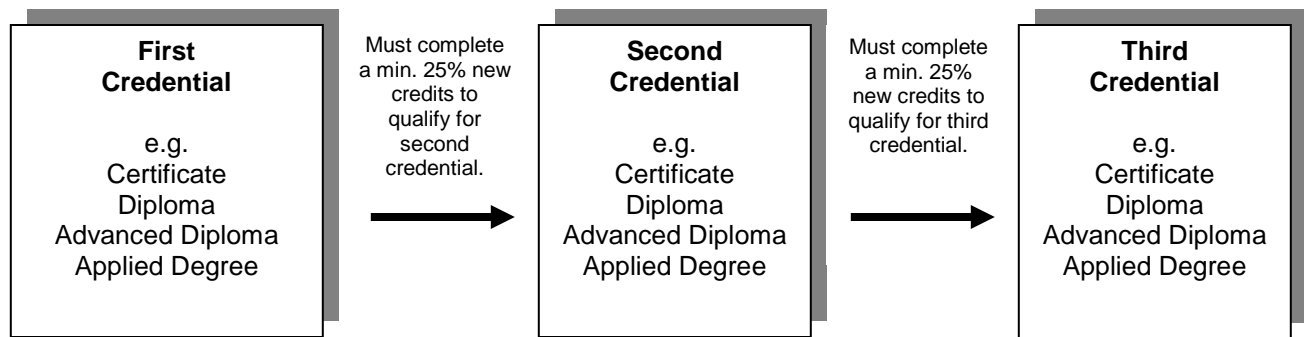 First
Credential
e.g.
Certificate
Diploma
Advanced Diploma
Applied Degree
Must complete
a min. 25% new
credits to
qualify for
second
credential.
Second
Credential
e.g.
Certificate
Diploma
Advanced Diploma
Applied Degree
Must complete
a min. 25%
new credits to
qualify for third
credential.
Third
Credential
e.g.
Certificate
Diploma
Advanced Diploma
Applied Degree